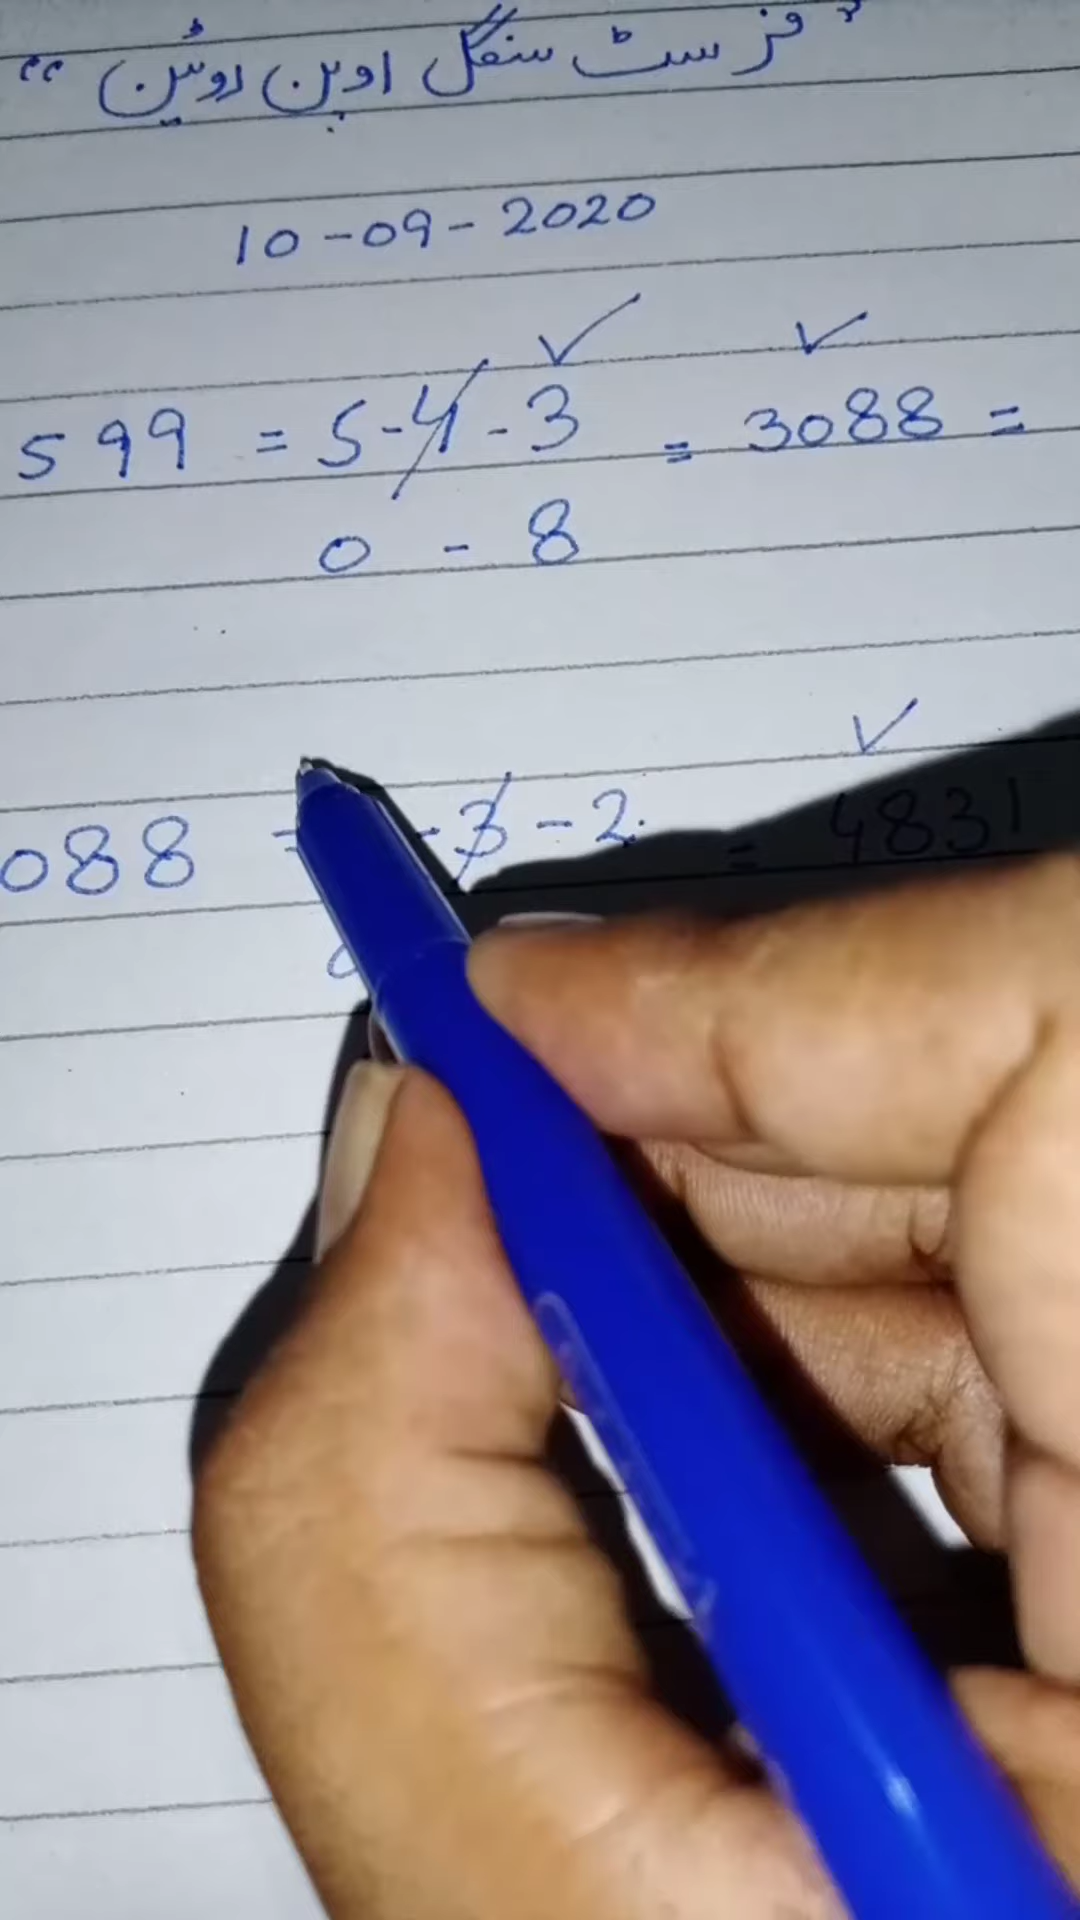 "فرسٹ سنگل اوپن روٹین"
10-09-2020
599 = 5-4-3 = 3088 =
0 - 8
088 = -3-2 = 4831